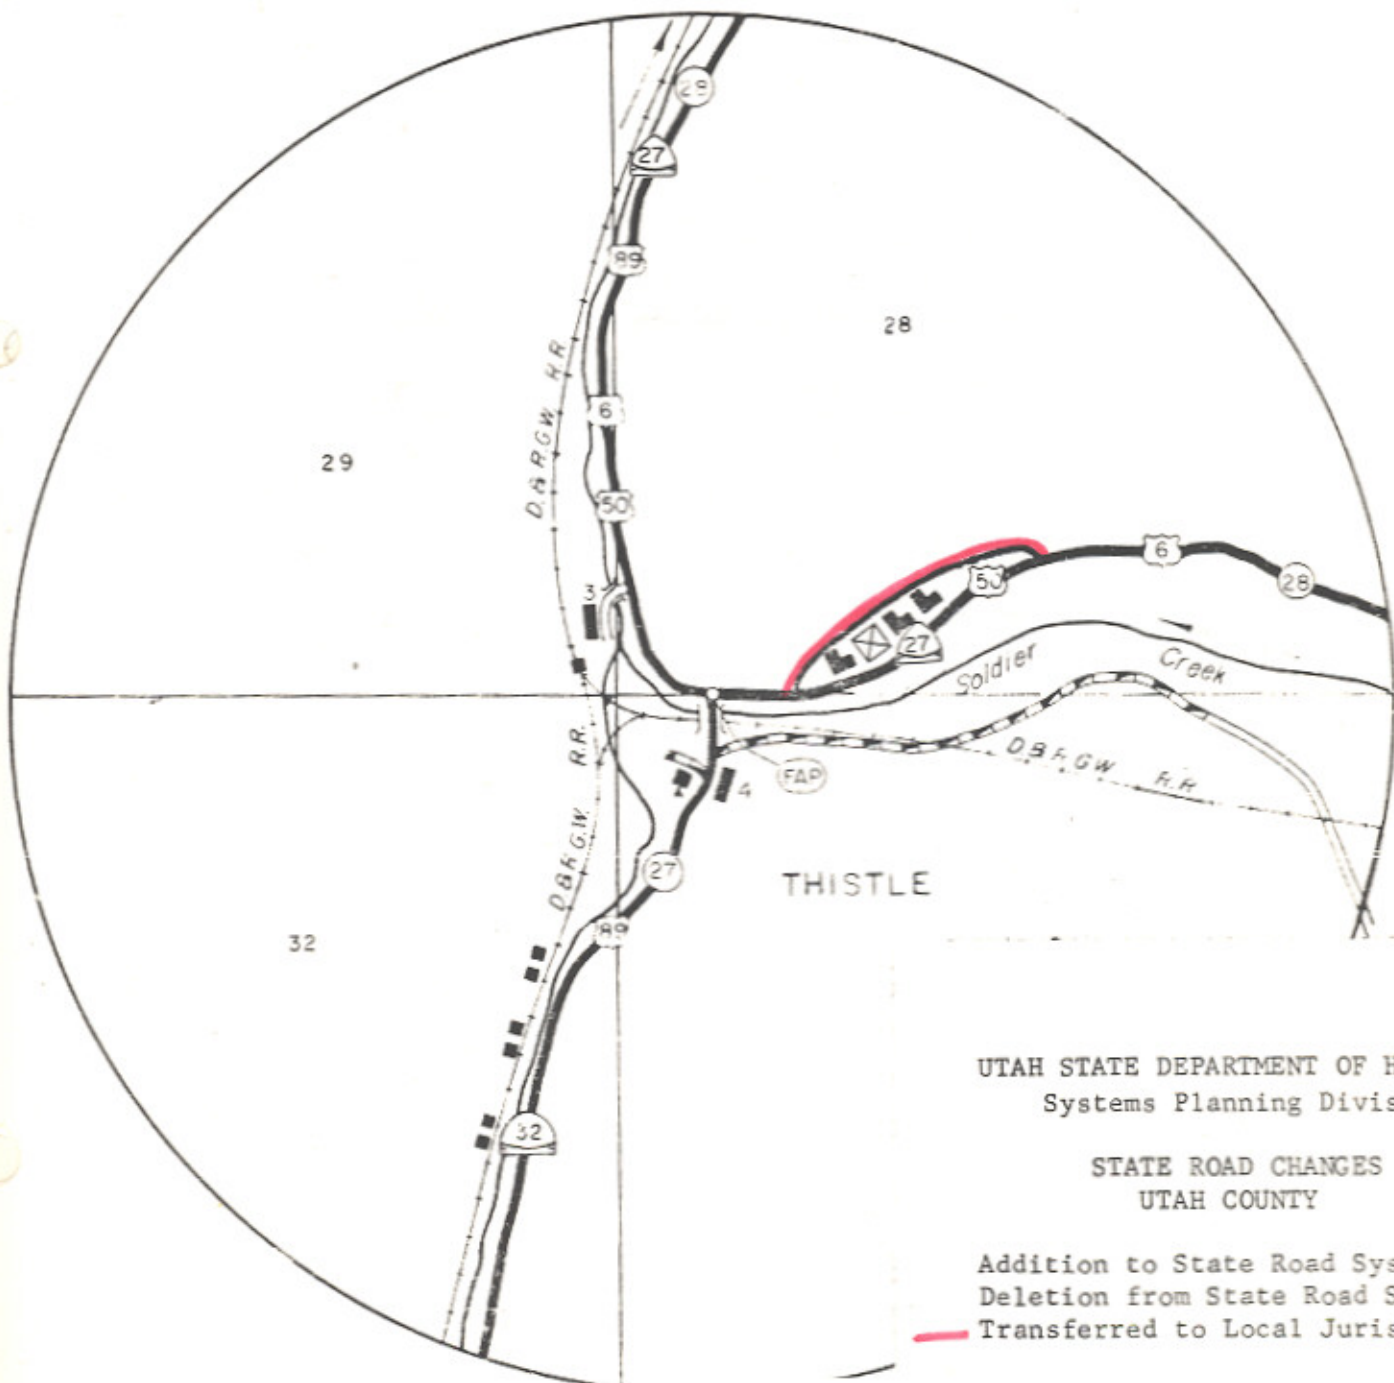 29
27
89
28
D.&R.G.W. R.R
6
29
50
6
50
28
3
27
Soldier
Creek
R.R.
D.&R.G.W
R.R
FAP
4
D.&R.G.W.
27
THISTLE
89
32
32
UTAH STATE DEPARTMENT OF H
Systems Planning Divis
STATE ROAD CHANGES
UTAH COUNTY
Addition to State Road Sys
Deletion from State Road S
Transferred to Local Juris